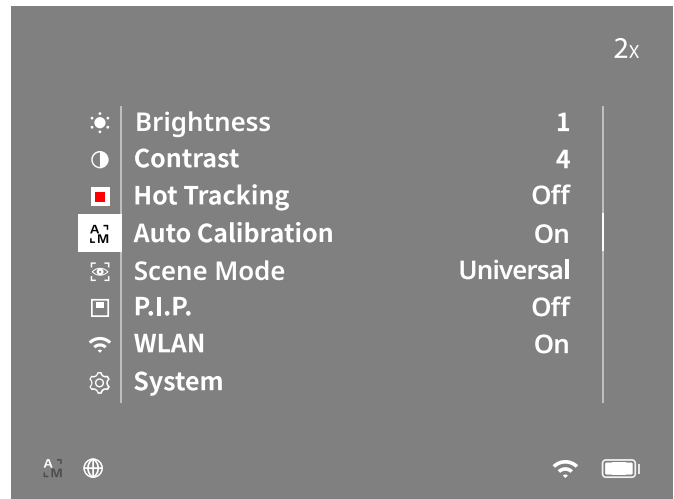 2x
Brightness 1
Contrast 4
Hot Tracking Off
A M Auto Calibration On
Scene Mode Universal
P.I.P. Off
WLAN On
System
A M